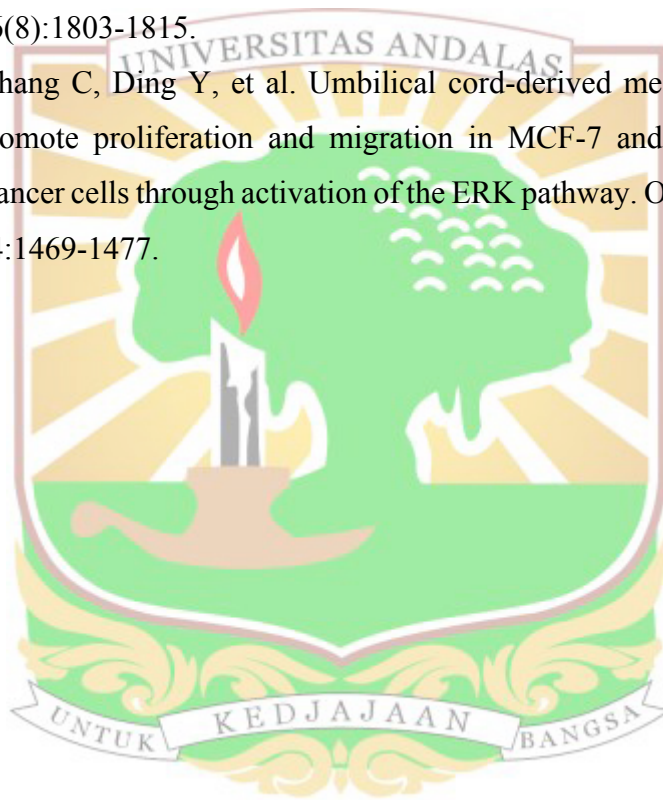 (8):1803-1815.
UNIVERSITAS ANDALAS
hang C, Ding Y, et al. Umbilical cord-derived me
omote proliferation and migration in MCF-7 and
ancer cells through activation of the ERK pathway. O
:1469-1477.
UNTUK KEDJAJAAN BANGSA